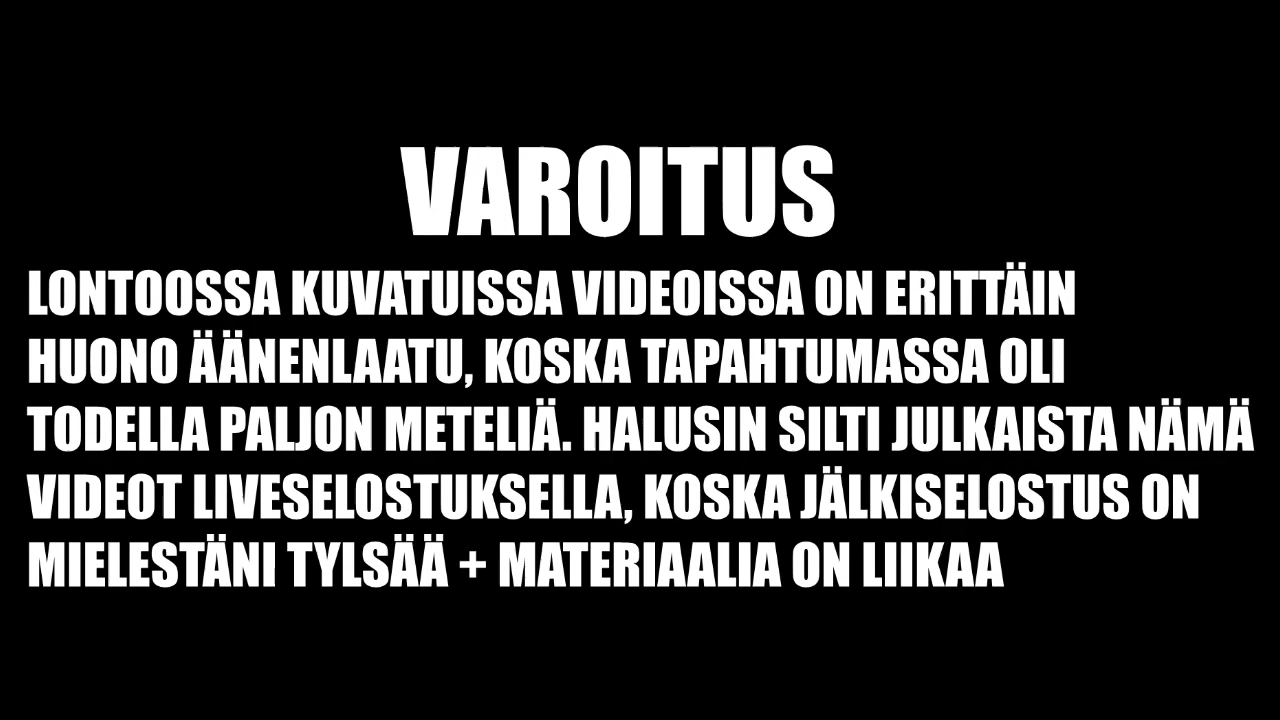 VAROITUS
LONTOOSSA KUVATUISSA VIDEOISSA ON ERITTÄIN
HUONO ÄÄNENLAATU, KOSKA TAPAHTUMASSA OLI
TODELLA PALJON METELIÄ. HALUSIN SILTI JULKAISTA NÄMÄ
VIDEOT LIVESELOSTUKSELLA, KOSKA JÄLKISELOSTUS ON
MIELESTÄNI TYLSÄÄ + MATERIAALIA ON LIIKAA